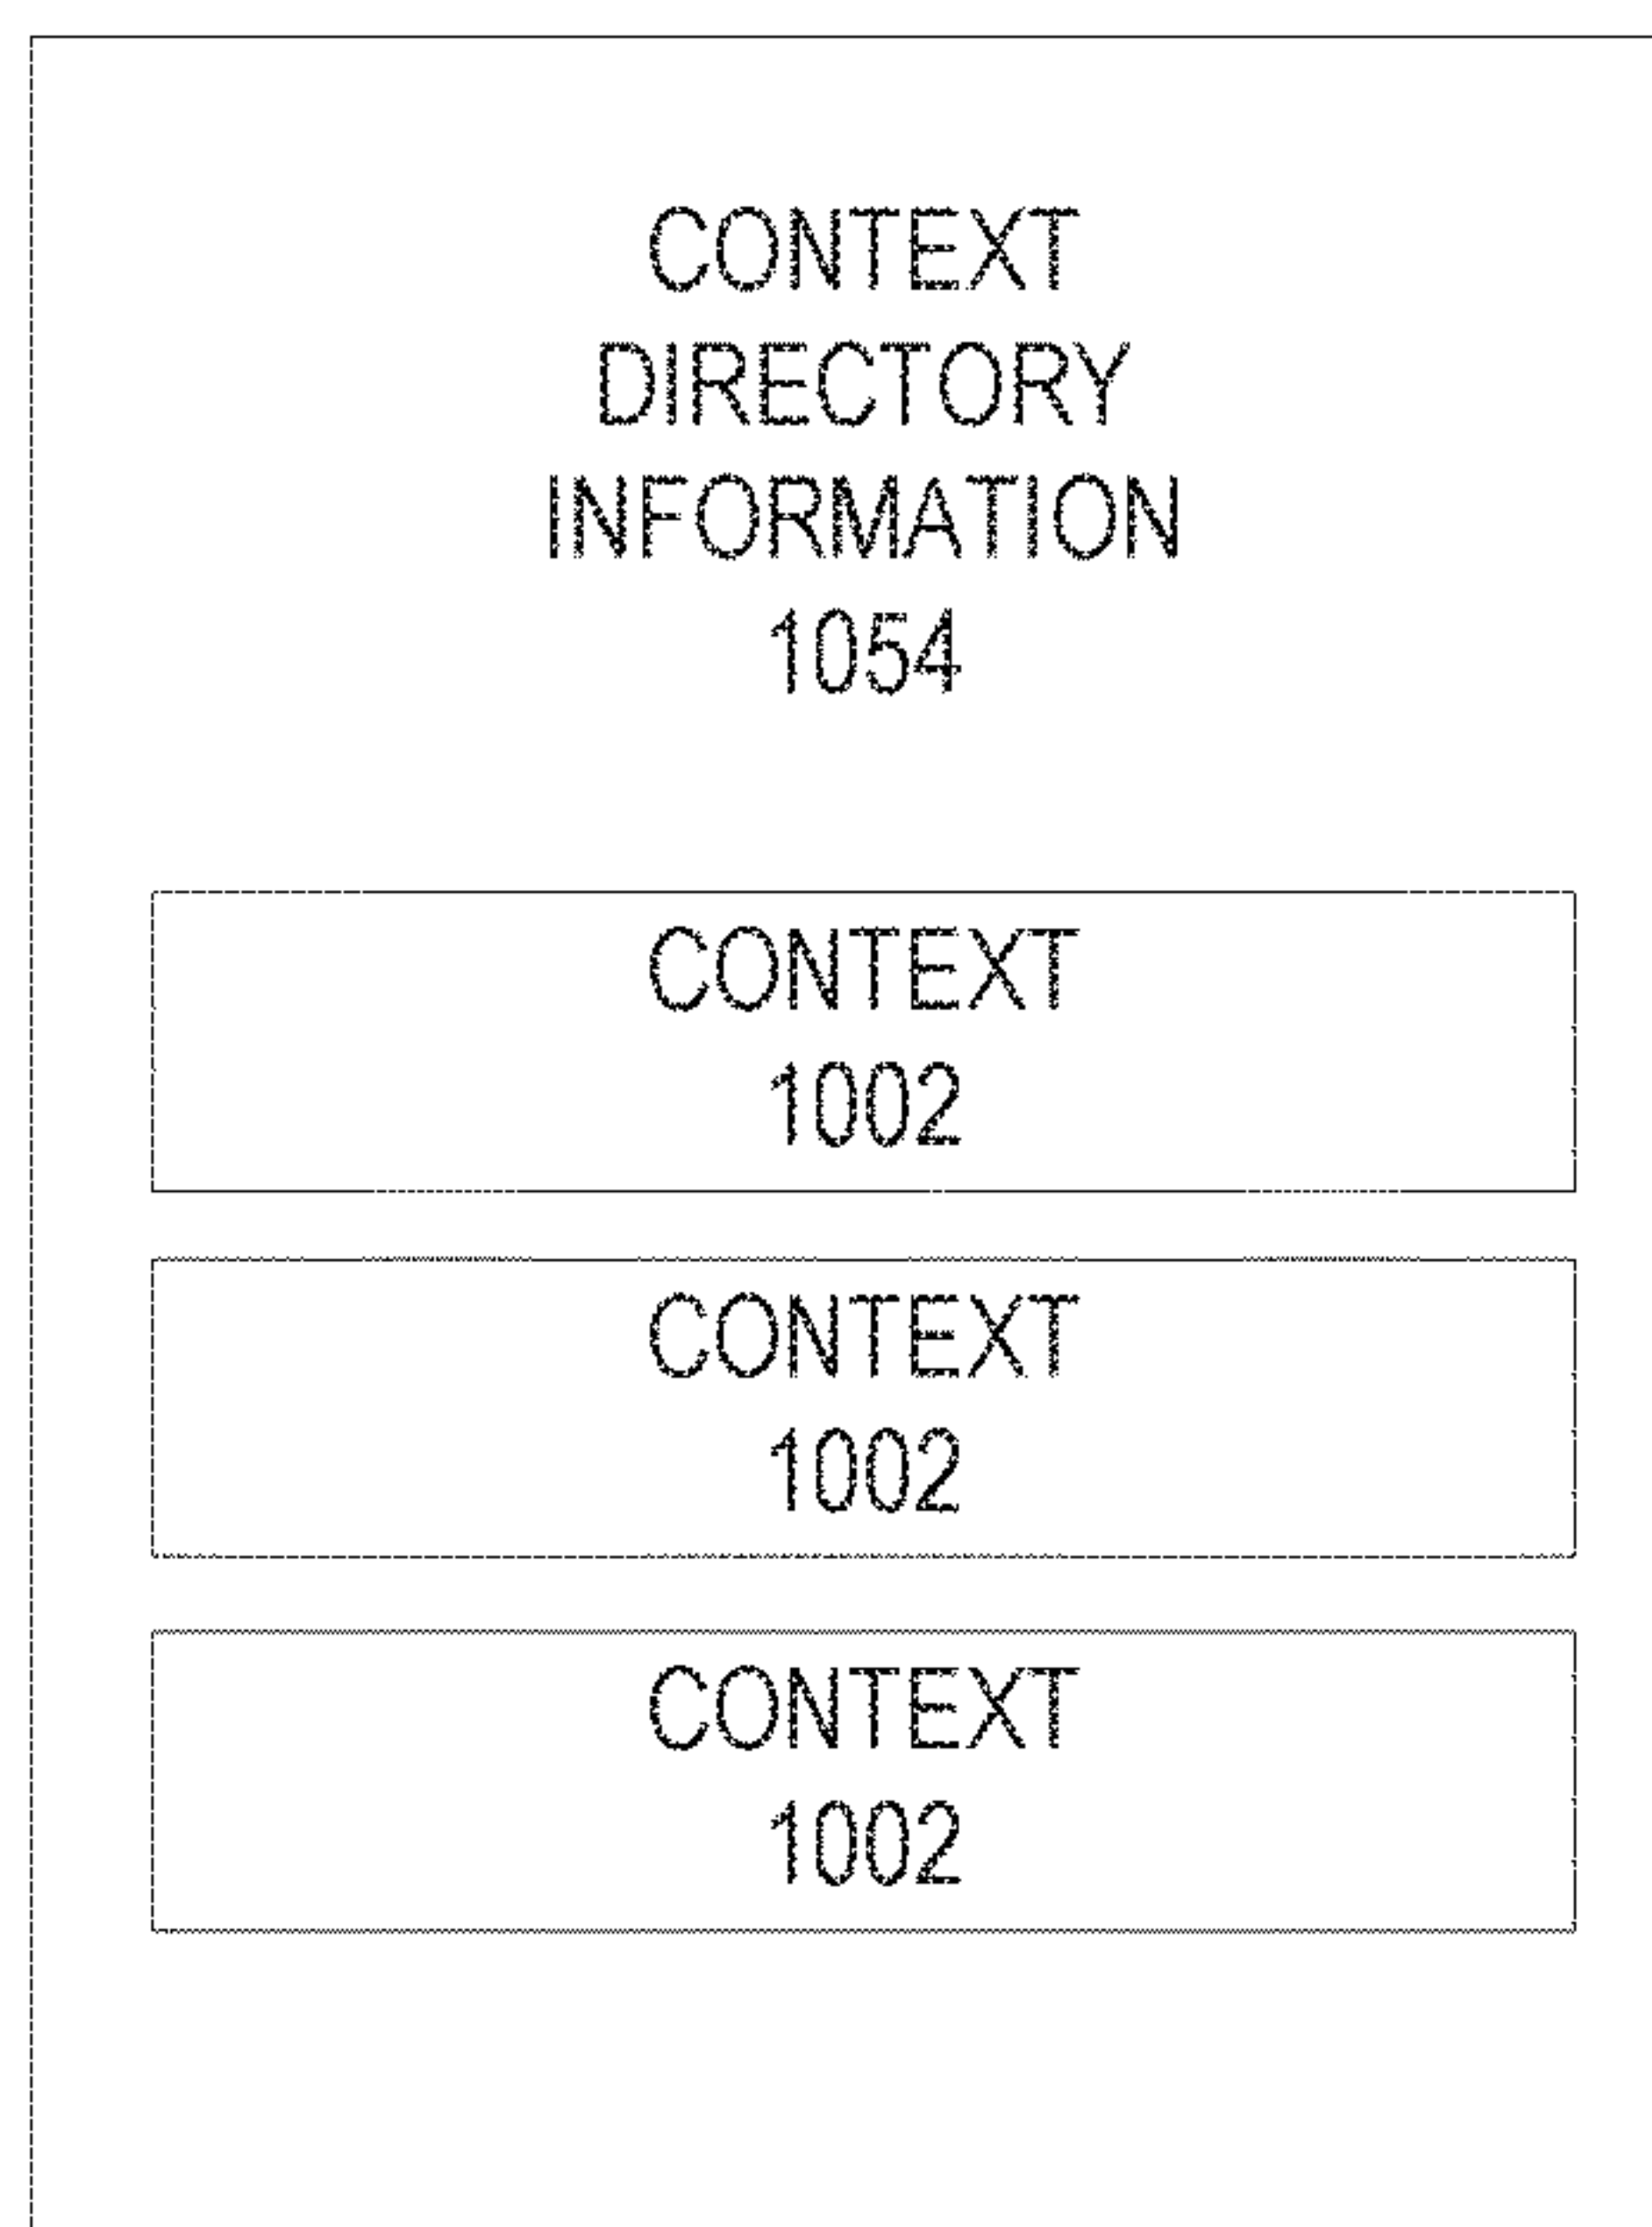 CONTEXT
DIRECTORY
INFORMATION
1054
CONTEXT
1002
CONTEXT
1002
CONTEXT
1002